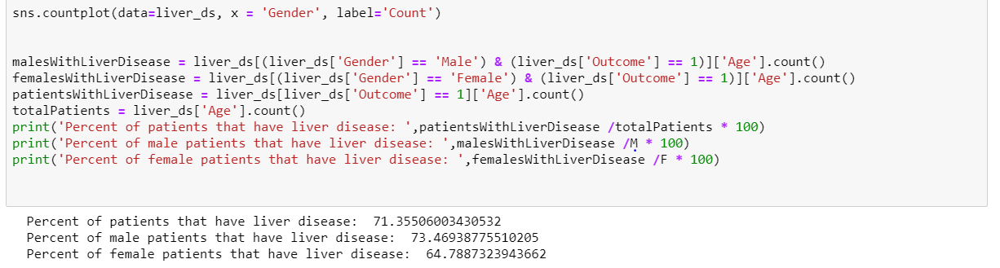 sns.countplot(data=liver_ds, x = 'Gender', label='Count')
malesWithLiverDisease = liver_ds[(liver_ds['Gender'] == 'Male') & (liver_ds['Outcome'] == 1)]['Age'].count()
femalesWithLiverDisease = liver_ds[(liver_ds['Gender'] == 'Female') & (liver_ds['Outcome'] == 1)]['Age'].count()
patientsWithLiverDisease = liver_ds[liver_ds['Outcome'] == 1]['Age'].count()
totalPatients = liver_ds['Age'].count()
print('Percent of patients that have liver disease: ',patientsWithLiverDisease /totalPatients * 100)
print('Percent of male patients that have liver disease: ',malesWithLiverDisease /M * 100)
print('Percent of female patients that have liver disease: ',femalesWithLiverDisease /F * 100)
Percent of patients that have liver disease:  71.35506003430532
Percent of male patients that have liver disease:  73.46938775510205
Percent of female patients that have liver disease:  64.7887323943662